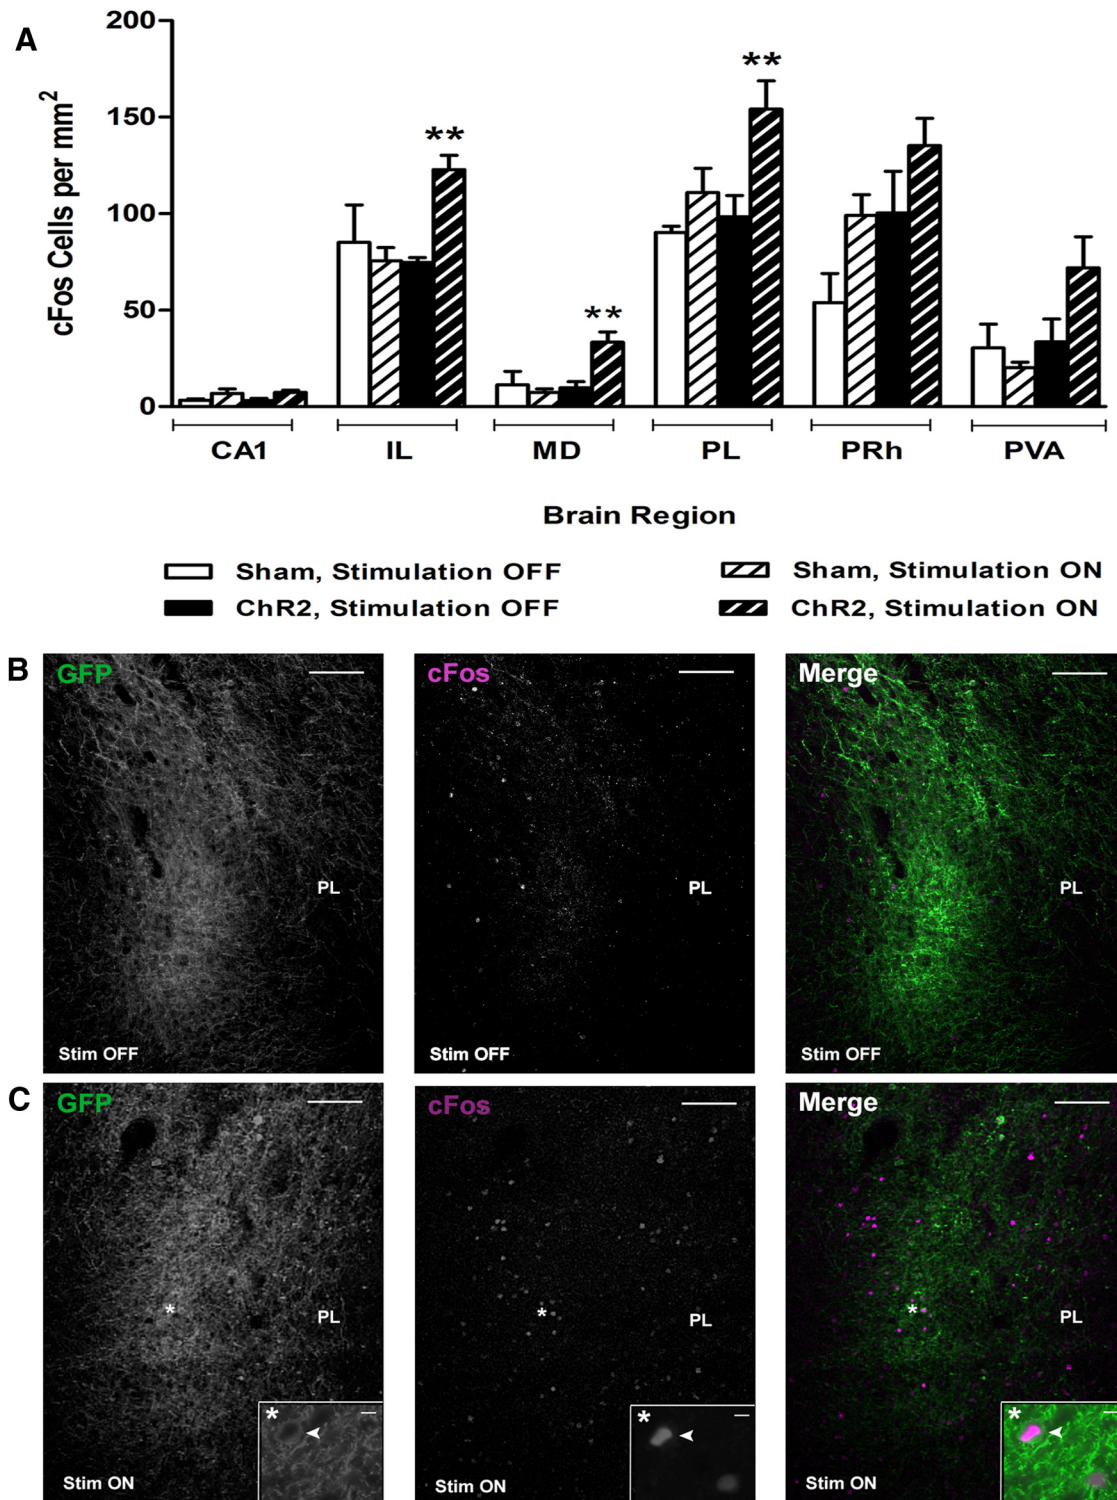 A
200
150
100
50
0
cFos Cells per mm2
**
**
**
CA1 IL MD PL PRh PVA
Brain Region
Sham, Stimulation OFF Sham, Stimulation ON
ChR2, Stimulation OFF ChR2, Stimulation ON
B GFP cFos Merge
PL PL PL
Stim OFF Stim OFF Stim OFF
C GFP cFos Merge
* * *
PL PL PL
* * *
Stim ON Stim ON Stim ON